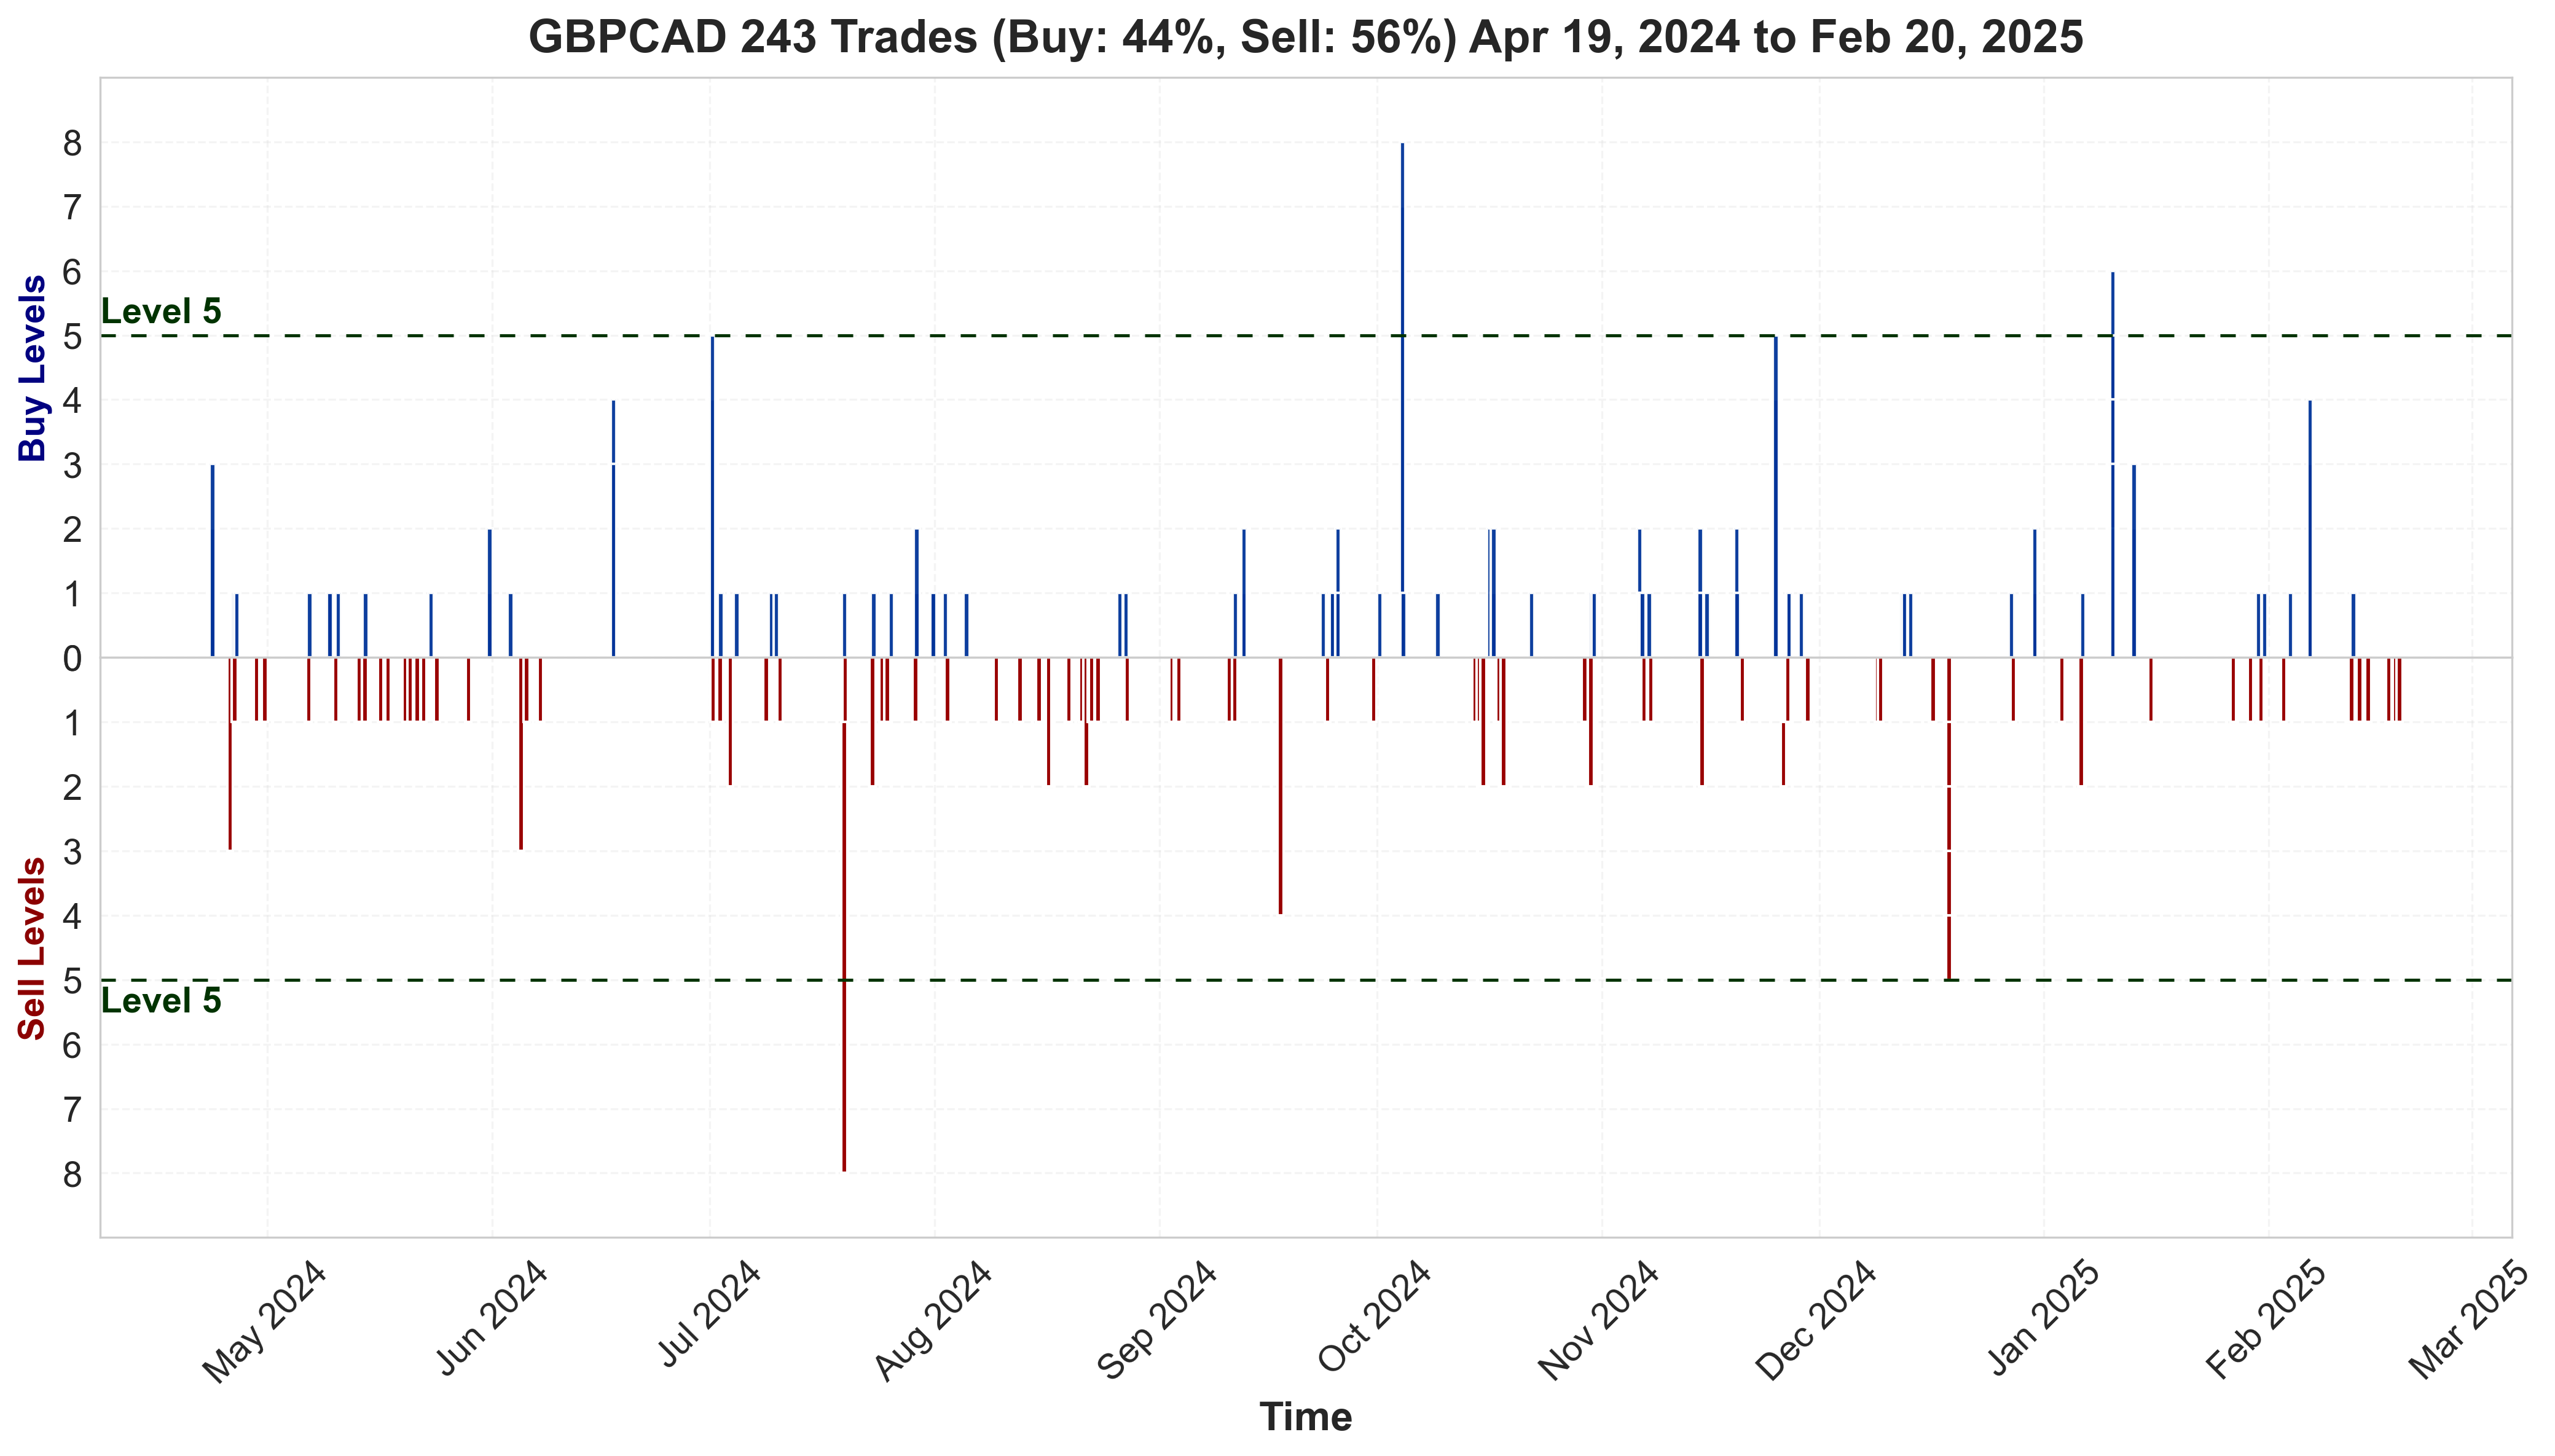 GBPCAD 243 Trades (Buy: 44%, Sell: 56%) Apr 19, 2024 to Feb 20, 2025
Buy Levels
Sell Levels
8
7
6
Level 5
5
4
3
2
1
0
1
2
3
4
5
Level 5
6
7
8
May 2024
Jun 2024
Jul 2024
Aug 2024
Sep 2024
Oct 2024
Nov 2024
Dec 2024
Jan 2025
Feb 2025
Mar 2025
Time